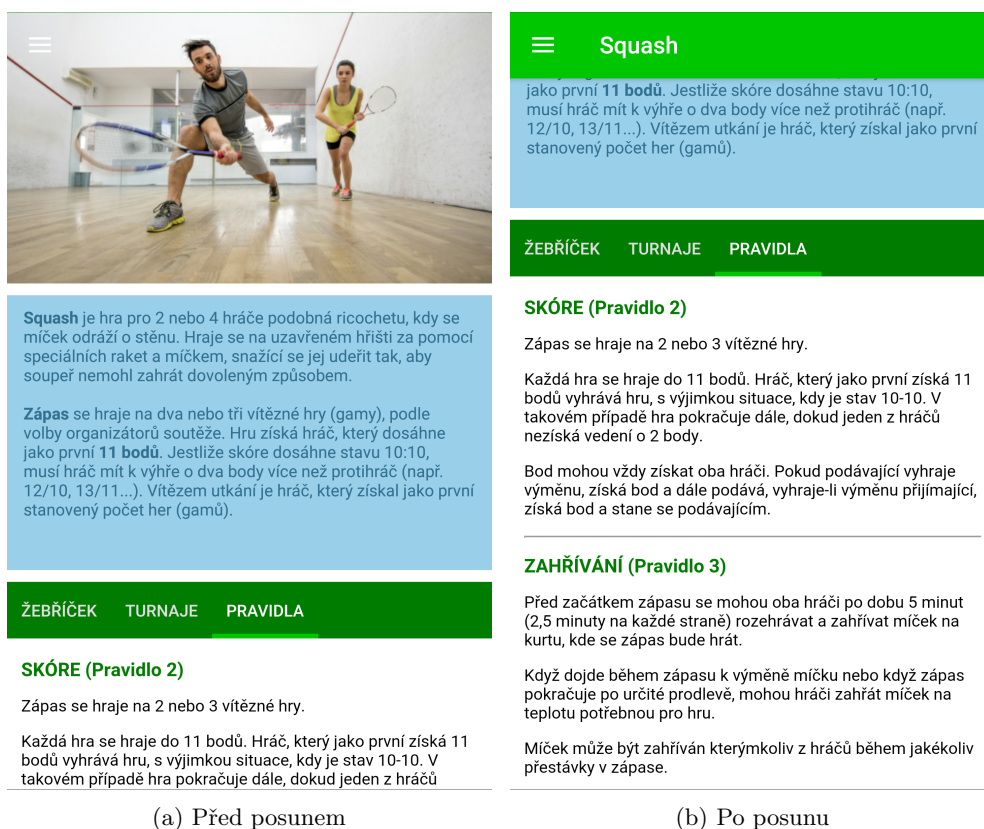 Squash je hra pro 2 nebo 4 hráče podobná ricochetu, kdy se
míček odráží o stěnu. Hraje se na uzavřeném hřišti za pomocí
speciálních raket a míčkem, snažící se jej udeřit tak, aby
soupeř nemohl zahrát dovoleným způsobem.
Zápas se hraje na dva nebo tři vítězné hry (gamy), podle
volby organizátorů soutěže. Hru získá hráč, který dosáhne
jako první 11 bodů. Jestliže skóre dosáhne stavu 10:10,
musí hráč mít k výhře o dva body více než protihráč (např.
12/10, 13/11...). Vítězem utkání je hráč, který získal jako první
stanovený počet her (gamů).
ŽEBŘÍČEK TURNAJE PRAVIDLA
SKÓRE (Pravidlo 2)
Zápas se hraje na 2 nebo 3 vítězné hry.
Každá hra se hraje do 11 bodů. Hráč, který jako první získá 11
bodů vyhrává hru, s výjimkou situace, kdy je stav 10-10. V
takovém případě hra pokračuje dále, dokud jeden z hráčů
(a) Před posunem
Squash
jako první 11 bodů. Jestliže skóre dosáhne stavu 10:10,
musí hráč mít k výhře o dva body více než protihráč (např.
12/10, 13/11...). Vítězem utkání je hráč, který získal jako první
stanovený počet her (gamů).
ŽEBŘÍČEK TURNAJE PRAVIDLA
SKÓRE (Pravidlo 2)
Zápas se hraje na 2 nebo 3 vítězné hry.
Každá hra se hraje do 11 bodů. Hráč, který jako první získá 11
bodů vyhrává hru, s výjimkou situace, kdy je stav 10-10. V
takovém případě hra pokračuje dále, dokud jeden z hráčů
nezíská vedení o 2 body.
Bod mohou vždy získat oba hráči. Pokud podávající vyhraje
výměnu, získá bod a dále podává, vyhraje-li výměnu přijímající,
získá bod a stane se podávajícím.
ZAHŘÍVÁNÍ (Pravidlo 3)
Před začátkem zápasu se mohou oba hráči po dobu 5 minut
(2,5 minuty na každé straně) rozehrávat a zahřívat míček na
kurtu, kde se zápas bude hrát.
Když dojde během zápasu k výměně míčku nebo když zápas
pokračuje po určité prodlevě, mohou hráči zahřát míček na
teplotu potřebnou pro hru.
Míček může být zahříván kterýmkoliv z hráčů během jakékoliv
přestávky v zápase.
(b) Po posunu